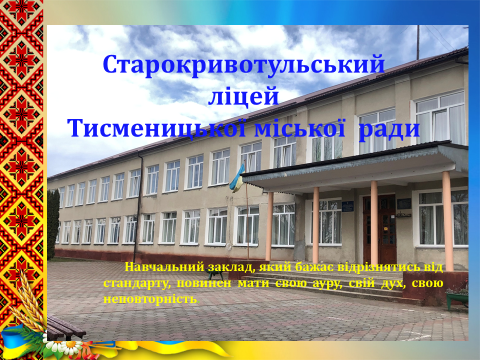 Старокривотульський
ліцей
Тисменицької міської ради
Навчальний заклад, який бажає відрізнятись від
стандарту, повинен мати свою ауру, свій дух, свою
неповторність